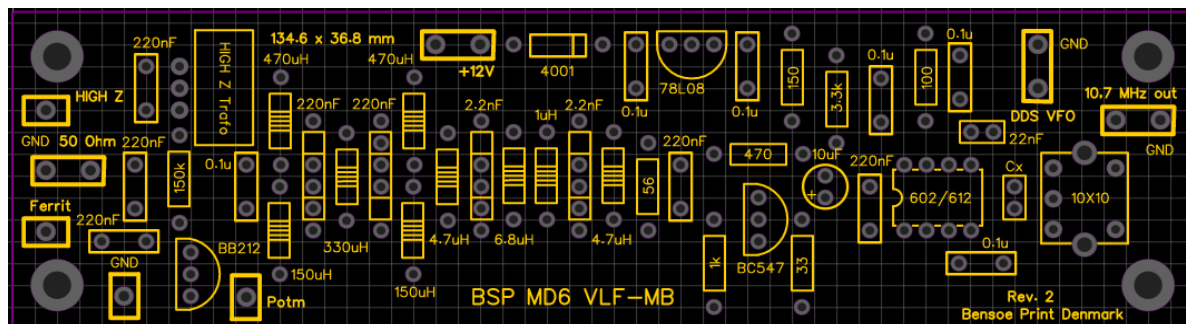 134.6 x 36.8 mm
220nF
HIGH Z Trafo
470uH
470uH
+12V
4001
78L08
0.1u
0.1u
150
3.3k
0.1u
100
0.1u
GND
DDS VFO
10.7 MHz out
GND
HIGH Z
GND 50 Ohm
220nF
150k
0.1u
220nF
220nF
2.2nF
1uH
2.2nF
56
220nF
470
10uF
+
220nF
22nF
Cx
602/612
10X10
Ferrit
220nF
GND
BB212
Potm
330uH
150uH
150uH
4.7uH
6.8uH
4.7uH
1k
BC547
33
0.1u
BSP MD6 VLF-MB
Rev. 2
Bensoe Print Denmark